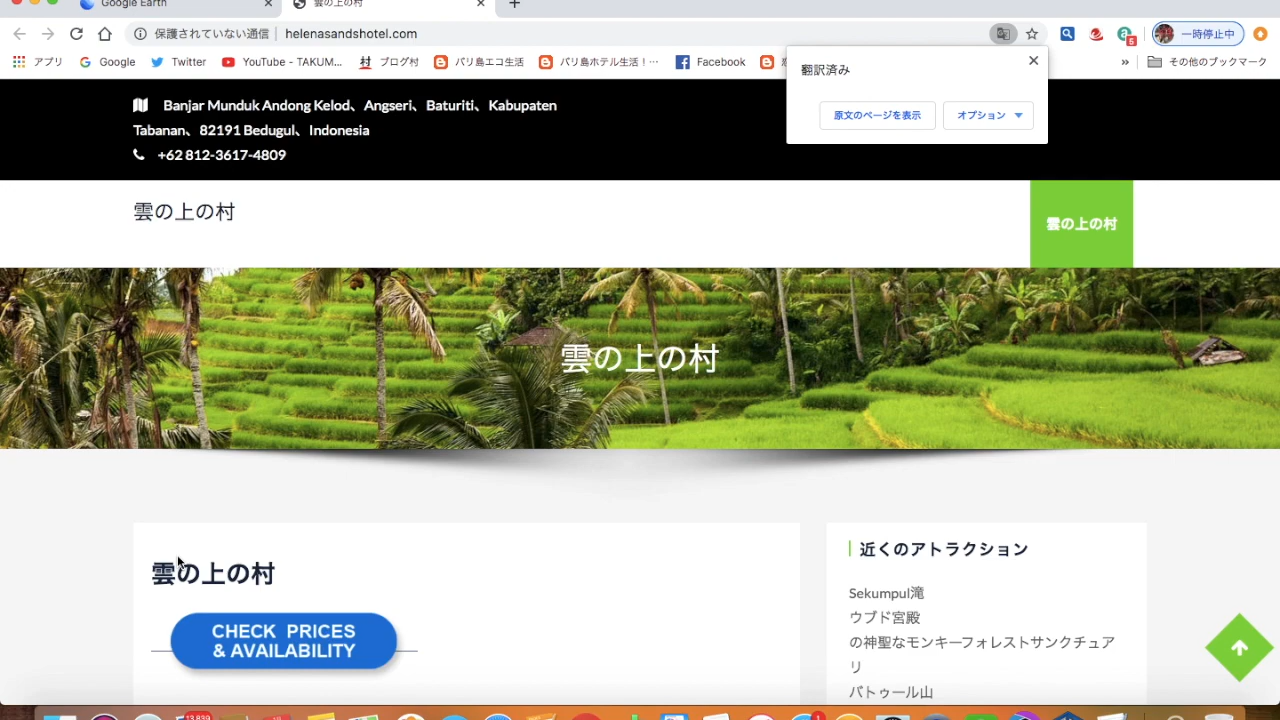 Google Earth
雲の上の村
保護されていない通信 helenasandshotel.com
5
一時停止中
アプリ Google Twitter YouTube - TAKUM... ブログ村 バリ島エコ生活 バリ島ホテル生活！… Facebook その他のブックマーク
翻訳済み
原文のページを表示 オプション
Banjar Munduk Andong Kelod、Angseri、Baturiti、Kabupaten
Tabanan、82191 Bedugul、Indonesia
+62 812-3617-4809
雲の上の村
雲の上の村
雲の上の村
雲の上の村
CHECK PRICES
& AVAILABILITY
近くのアトラクション
Sekumpul滝
ウブド宮殿
の神聖なモンキーフォレストサンクチュア
リ
バトゥール山
13,839
1